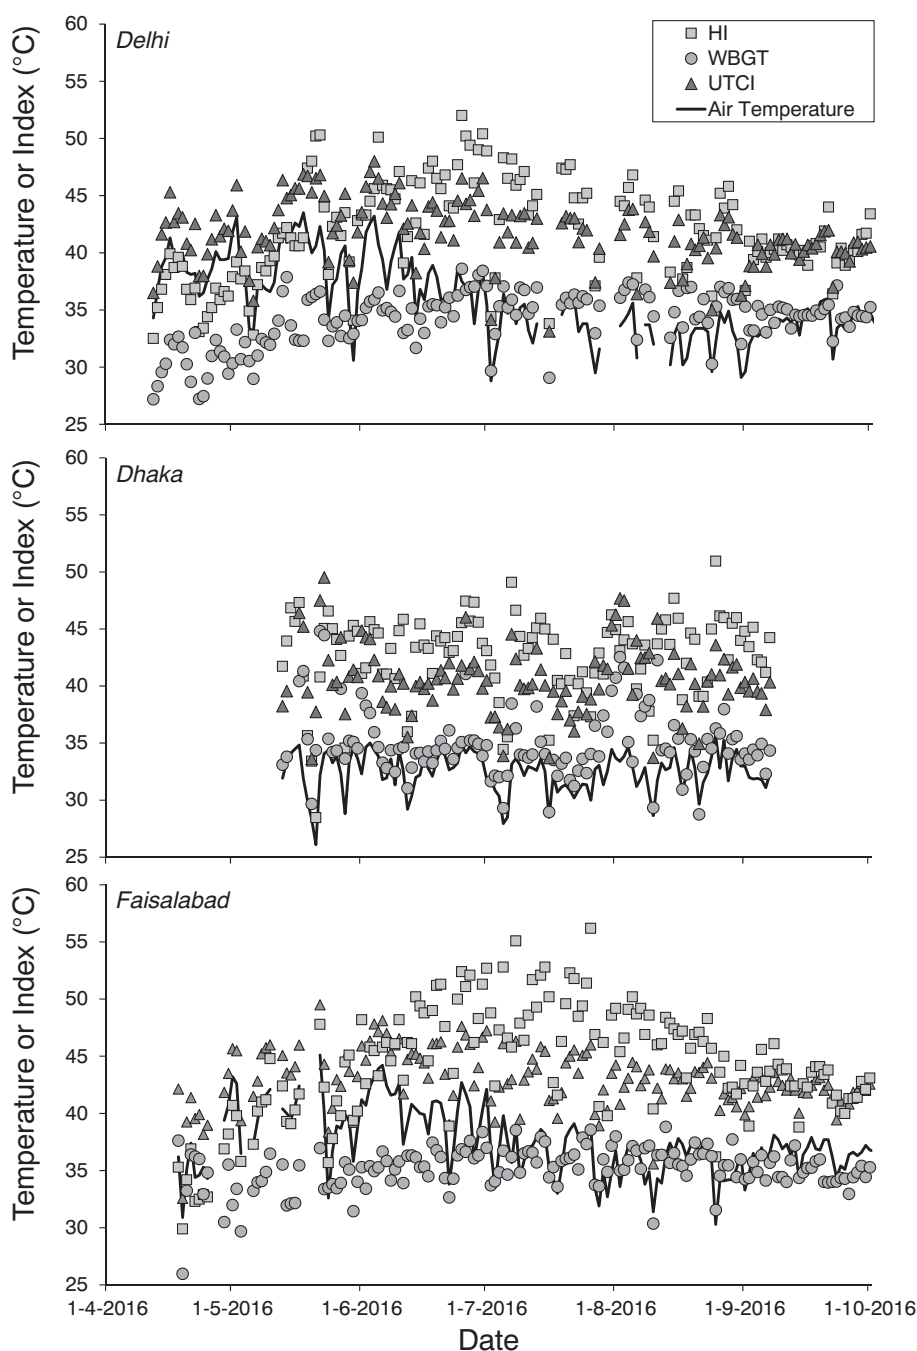 Temperature or Index (°C)
60
55
50
45
40
35
30
25
Delhi
HI
WBGT
UTCI
Air Temperature
Temperature or Index (°C)
60
55
50
45
40
35
30
25
Dhaka
Temperature or Index (°C)
60
55
50
45
40
35
30
25
Faisalabad
1-4-2016 1-5-2016 1-6-2016 1-7-2016 1-8-2016 1-9-2016 1-10-2016
Date